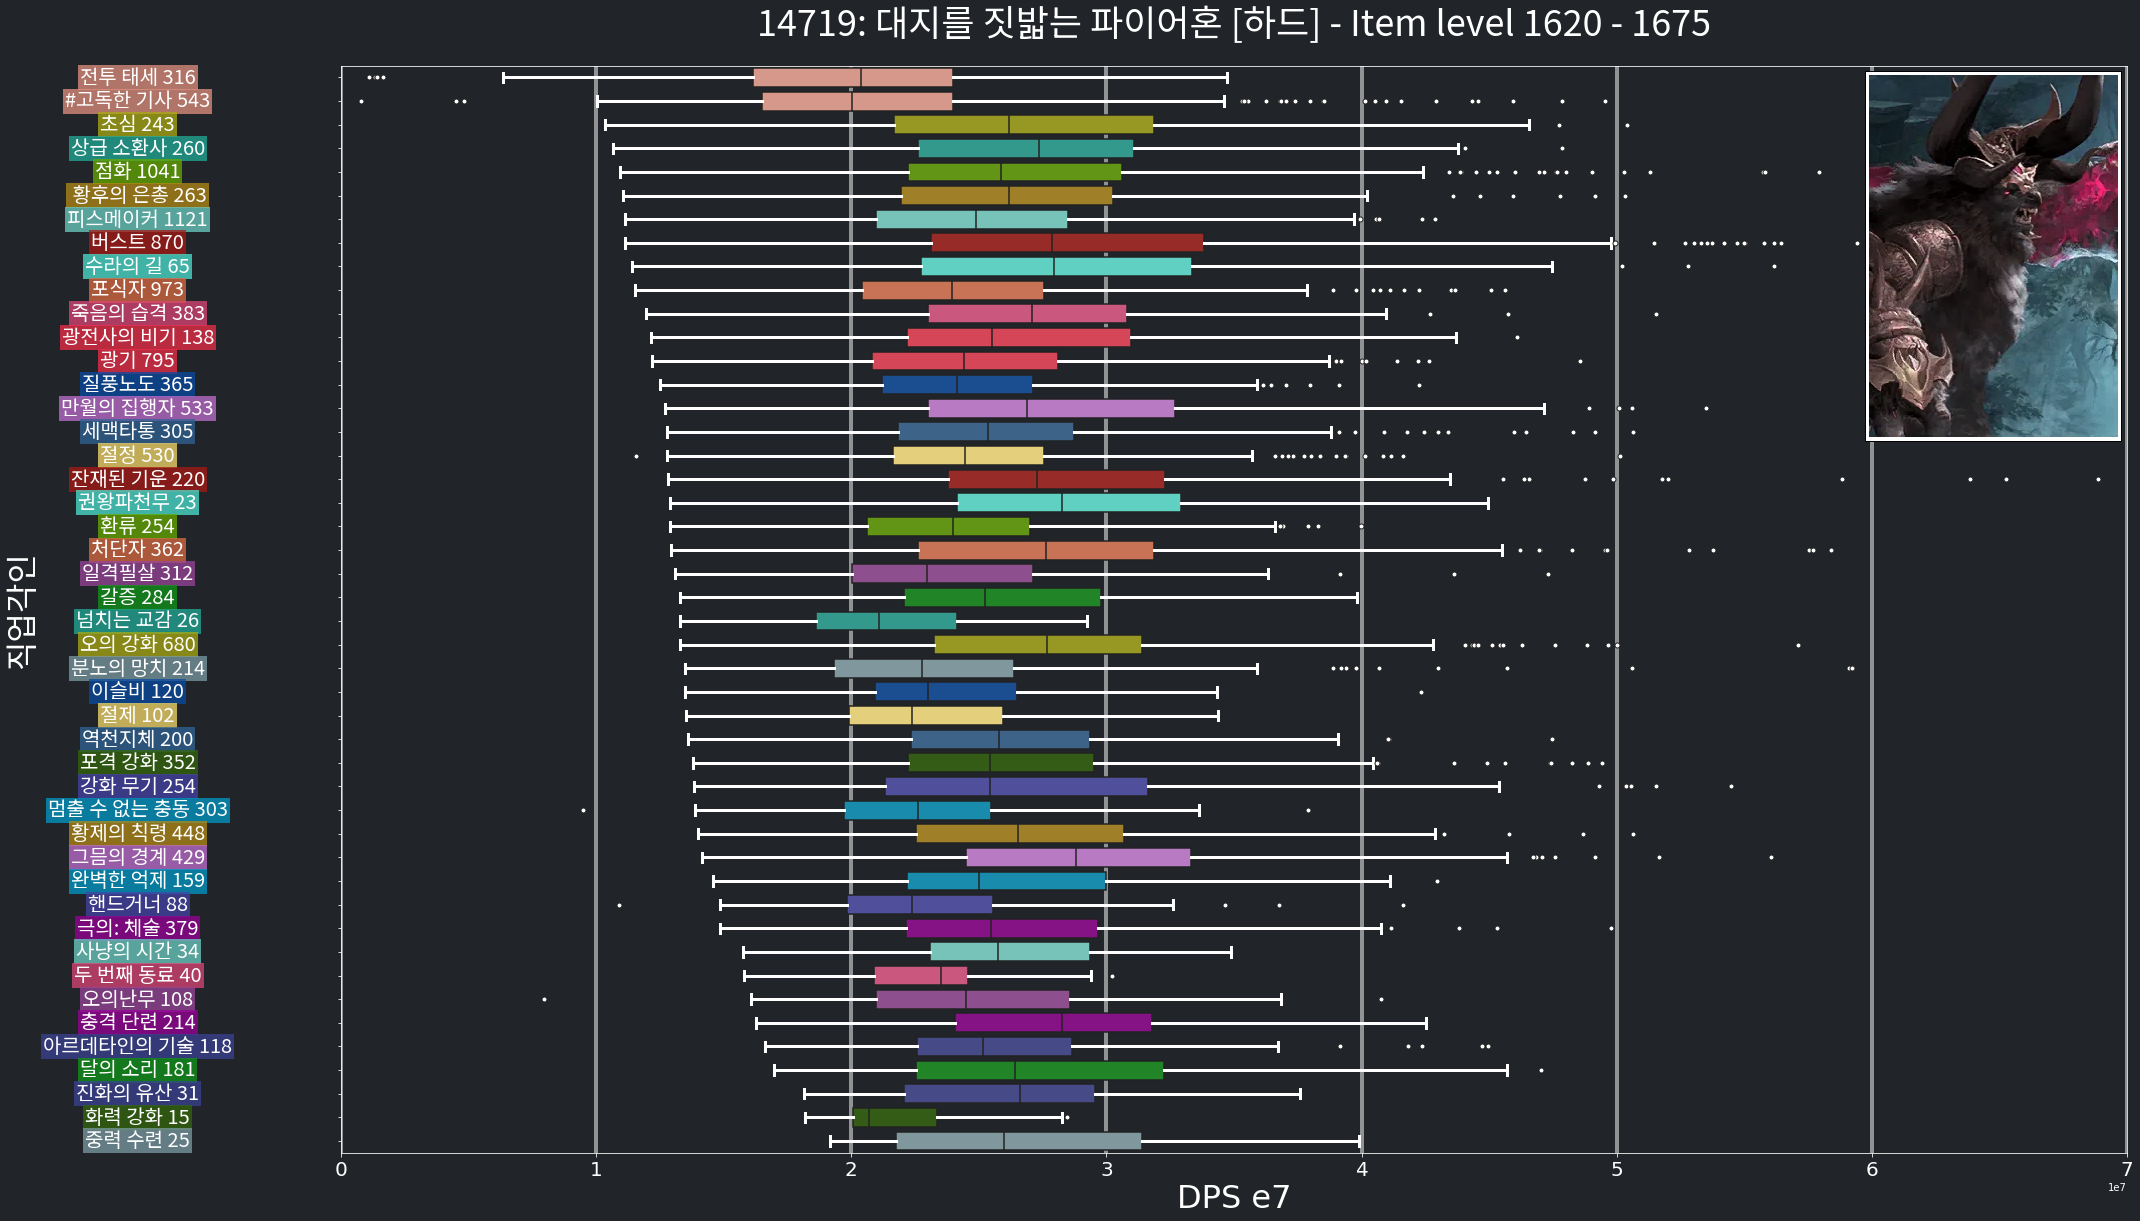 14719: 대지를 짓밟는 파이어혼 [하드] - Item level 1620 - 1675
전투 태세 316
#고독한 기사 543
초심 243
상급 소환사 260
점화 1041
황후의 은총 263
피스메이커 1121
버스트 870
수라의 길 65
포식자 973
죽음의 습격 383
광전사의 비기 138
광기 795
질풍노도 365
만월의 집행자 533
세맥타통 305
절정 530
잔재된 기운 220
권왕파천무 23
환류 254
처단자 362
일격필살 312
갈증 284
넘치는 교감 26
오의 강화 680
분노의 망치 214
이슬비 120
절제 102
역천지체 200
포격 강화 352
강화 무기 254
멈출 수 없는 충동 303
황제의 칙령 448
그믐의 경계 429
완벽한 억제 159
핸드거너 88
극의: 체술 379
사냥의 시간 34
두 번째 동료 40
오의난무 108
충격 단련 214
아르데타인의 기술 118
달의 소리 181
진화의 유산 31
화력 강화 15
중력 수련 25
직업각인
0 1 2 3 4 5 6 7
1e7
DPS e7